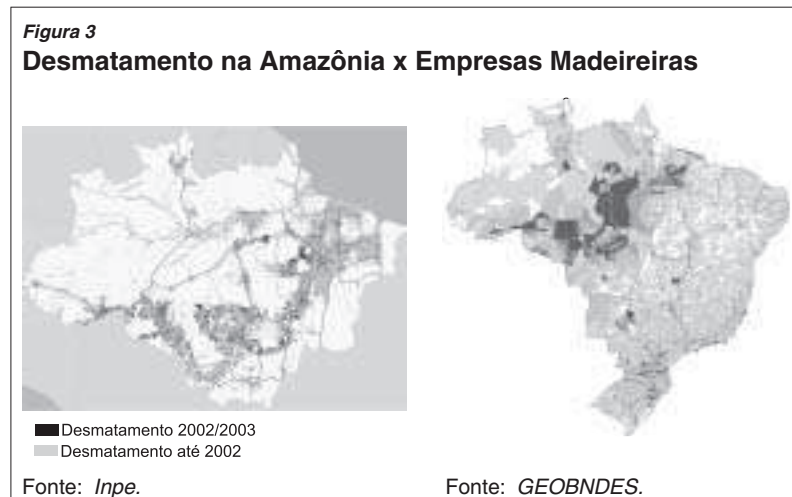 Figura 3
Desmatamento na Amazônia x Empresas Madeireiras
Desmatamento 2002/2003
Desmatamento até 2002
Fonte: Inpe.
Fonte: GEOBNDES.